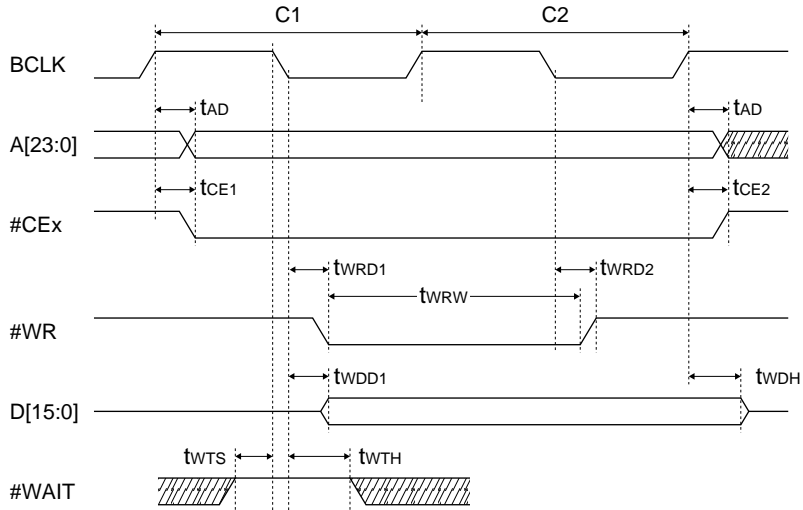 C1 C2
BCLK
tAD tAD
A[23:0]
tCE1 tCE2
#CEx
tWRD1 tWRD2
tWRW
#WR
tWDD1 tWDH
D[15:0]
tWTS tWTH
#WAIT